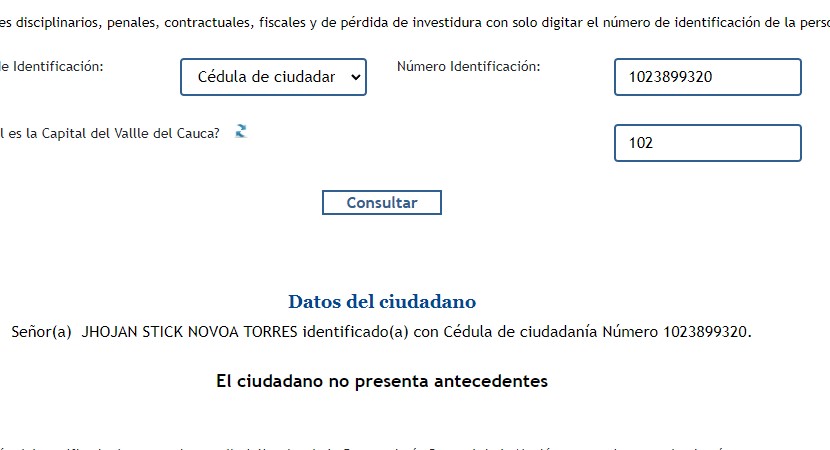 es disciplinarios, penales, contractuales, fiscales y de pérdida de investidura con solo digitar el número de identificación de la perso
e Identificación: Cédula de ciudadar Número Identificación: 1023899320
l es la Capital del Vallle del Cauca? 102
Consultar
Datos del ciudadano
Señor(a) JHOJAN STICK NOVOA TORRES identificado(a) con Cédula de ciudadanía Número 1023899320.
El ciudadano no presenta antecedentes